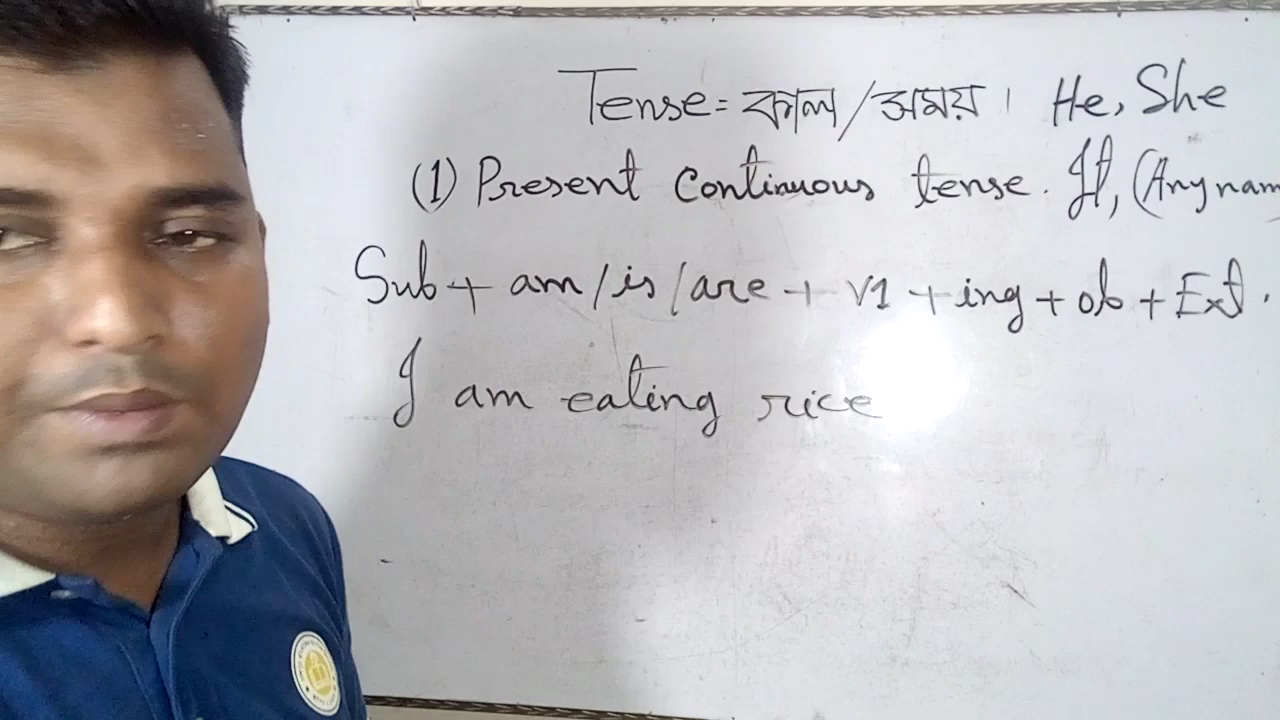 Tense = কাল / সময়। He, She
(1) Present Continuous tense. It, (Any nam
Sub + am / is / are + V1 + ing + ob + Ext.
I am eating rice